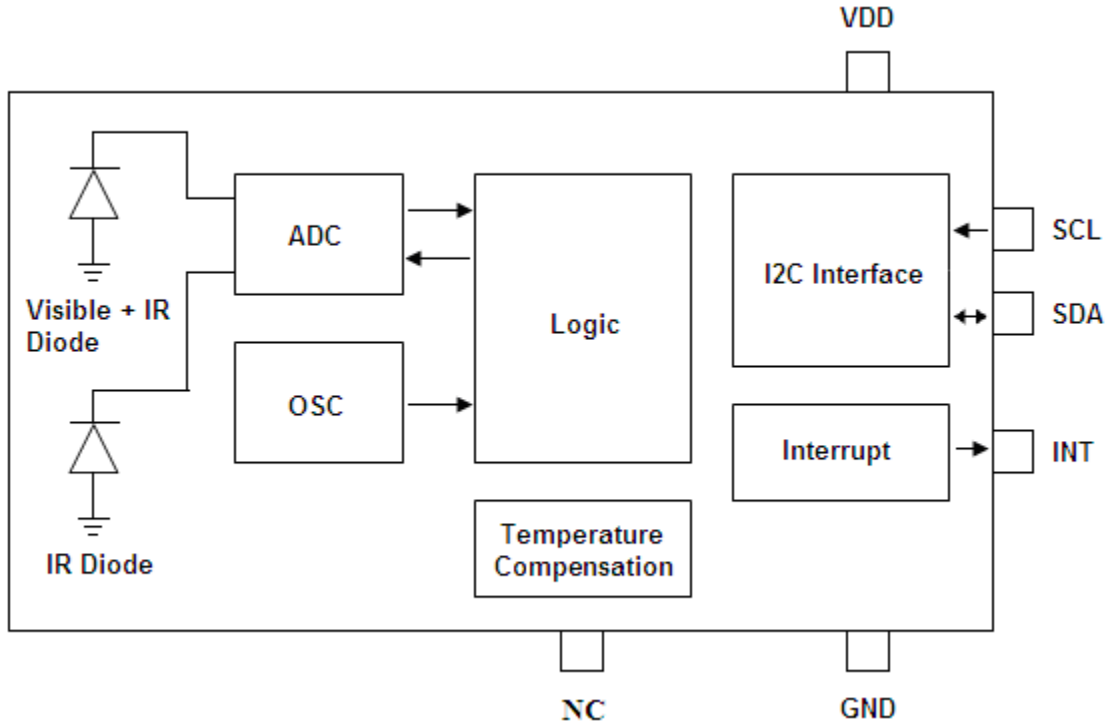 VDD
ADC
Visible + IR
Diode
OSC
IR Diode
Logic
Temperature
Compensation
I2C Interface
Interrupt
SCL
SDA
INT
NC
GND